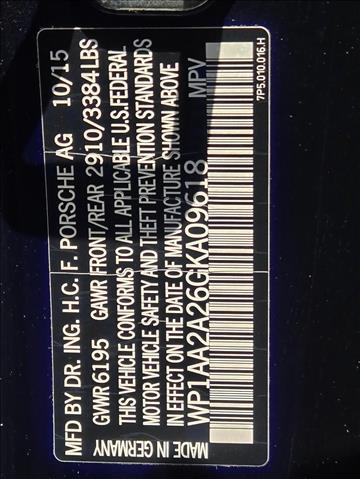 MFD BY DR. ING. H.C. F. PORSCHE AG 10/15
GVWR 6195 GAWR FRONT/REAR 2910/3384 LBS
THIS VEHICLE CONFORMS TO ALL APPLICABLE U.S.FEDERAL
MOTOR VEHICLE SAFETY AND THEFT PREVENTION STANDARDS
IN EFFECT ON THE DATE OF MANUFACTURE SHOWN ABOVE
WP1AA2A26GKA09618 MPV
MADE IN GERMANY
7P5.010.016.H